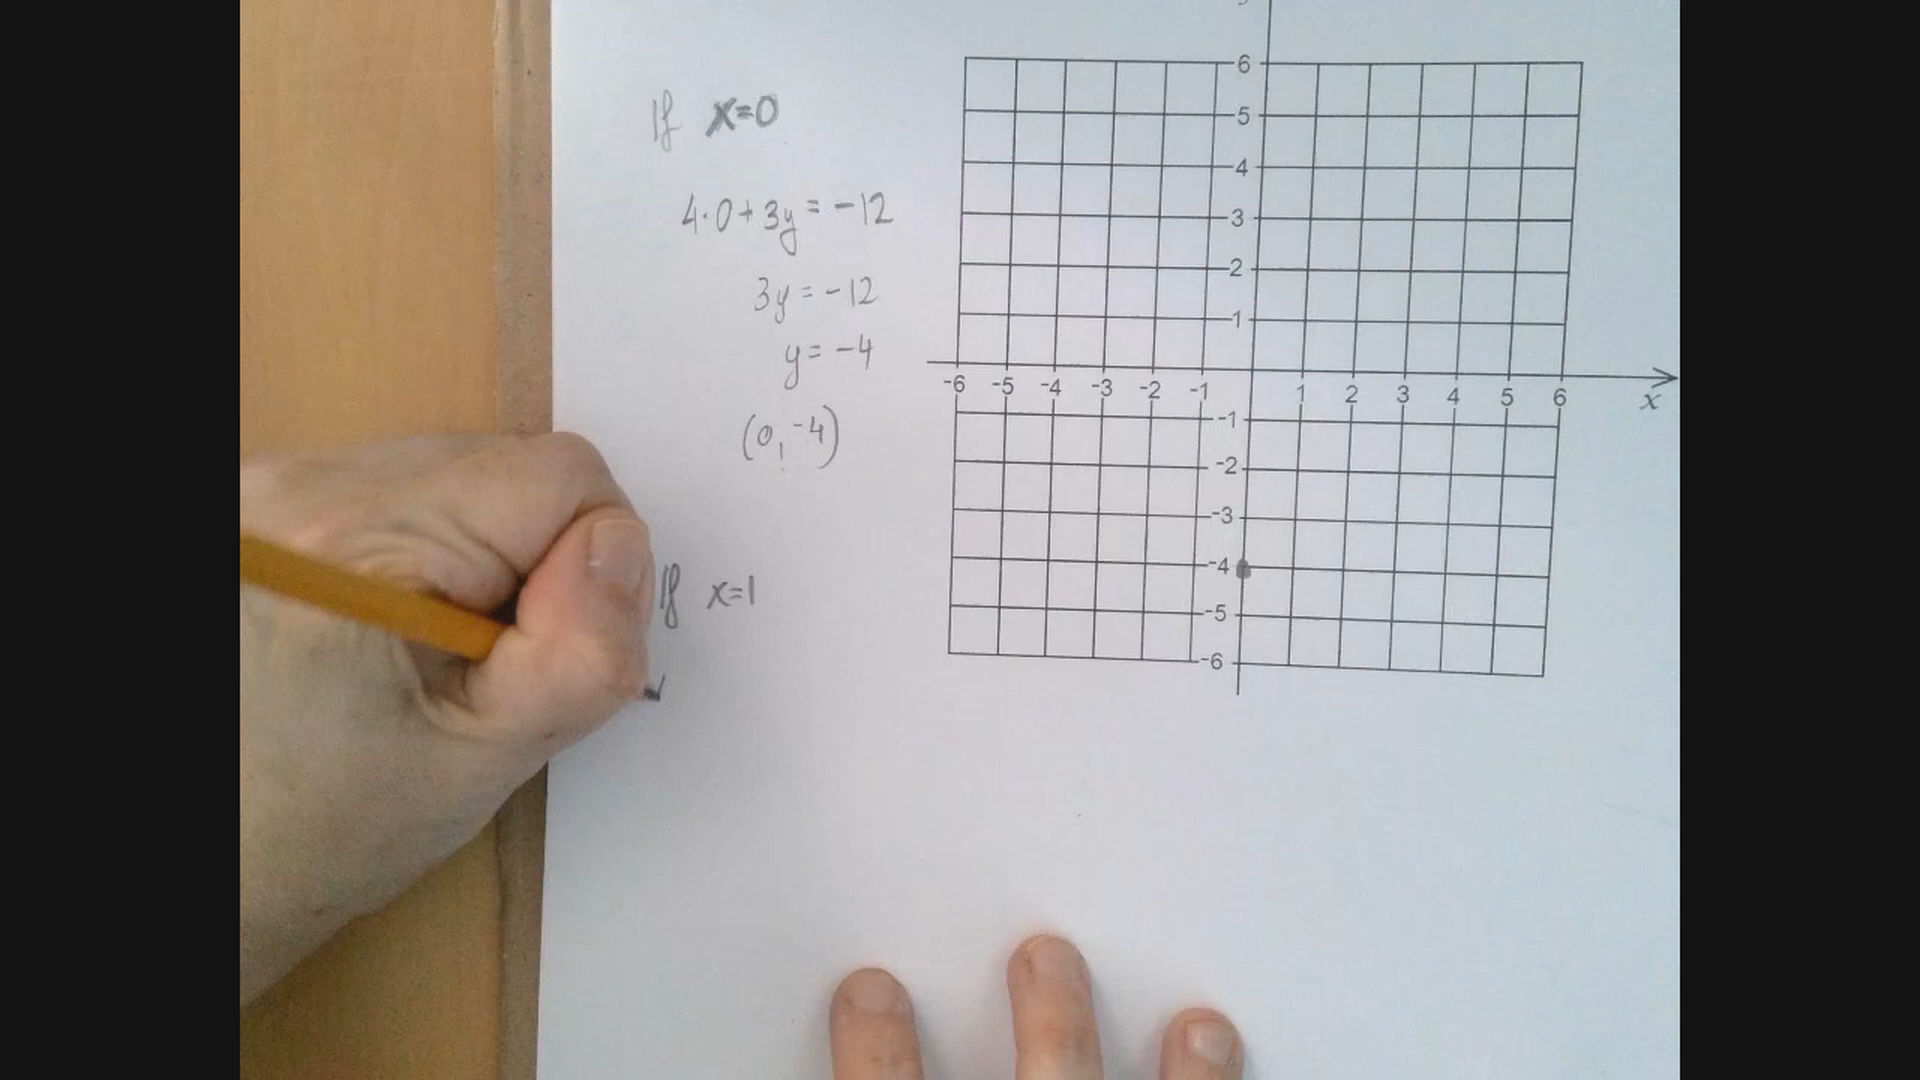 If x=0
4·0+3y=-12
3y=-12
y=-4
(0,-4)
If x=1
6
5
4
3
2
1
-6 -5 -4 -3 -2 -1 1 2 3 4 5 6
x
-1
-2
-3
-4
-5
-6